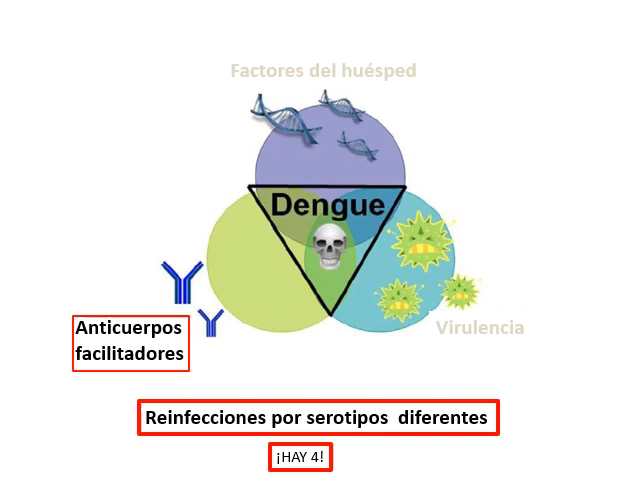 Factores del huésped
Dengue
Anticuerpos
facilitadores
Virulencia
Reinfecciones por serotipos diferentes
¡HAY 4!